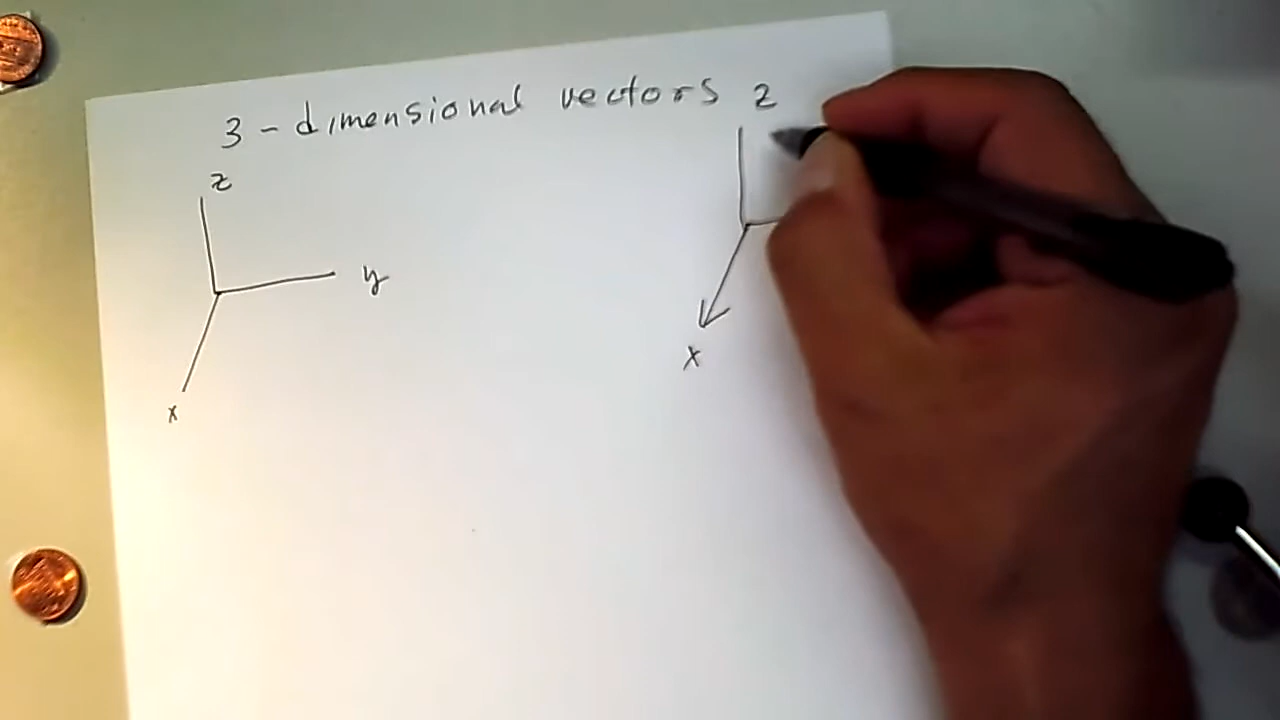 3 - dimensional vectors
z
z
y
x
x